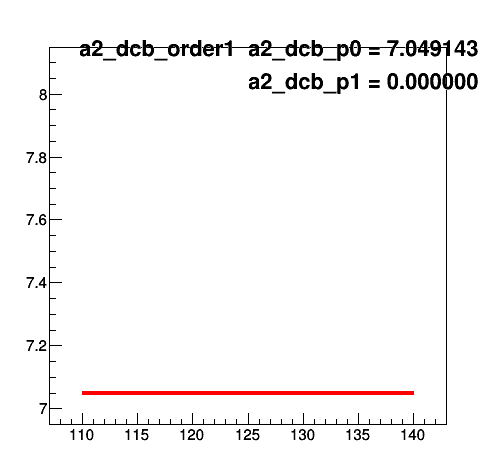 a2_dcb_order1 a2_dcb_p0 = 7.049143
a2_dcb_p1 = 0.000000
8
7.8
7.6
7.4
7.2
7
110 115 120 125 130 135 140